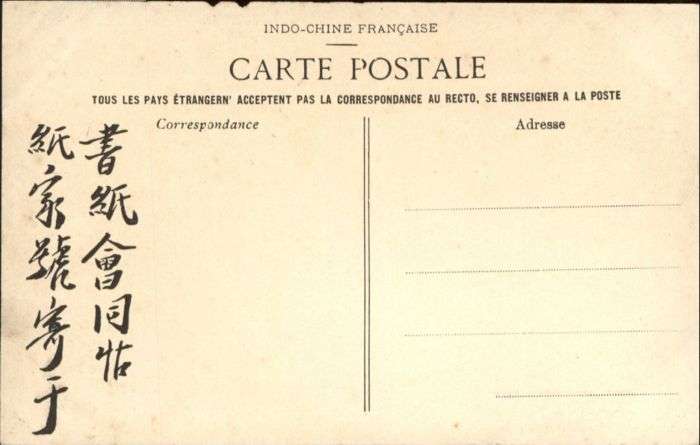 INDO-CHINE FRANÇAISE
CARTE POSTALE
TOUS LES PAYS ÉTRANGERN' ACCEPTENT PAS LA CORRESPONDANCE AU RECTO, SE RENSEIGNER A LA POSTE
Correspondance
Adresse
書紙會同
紙家號寄于